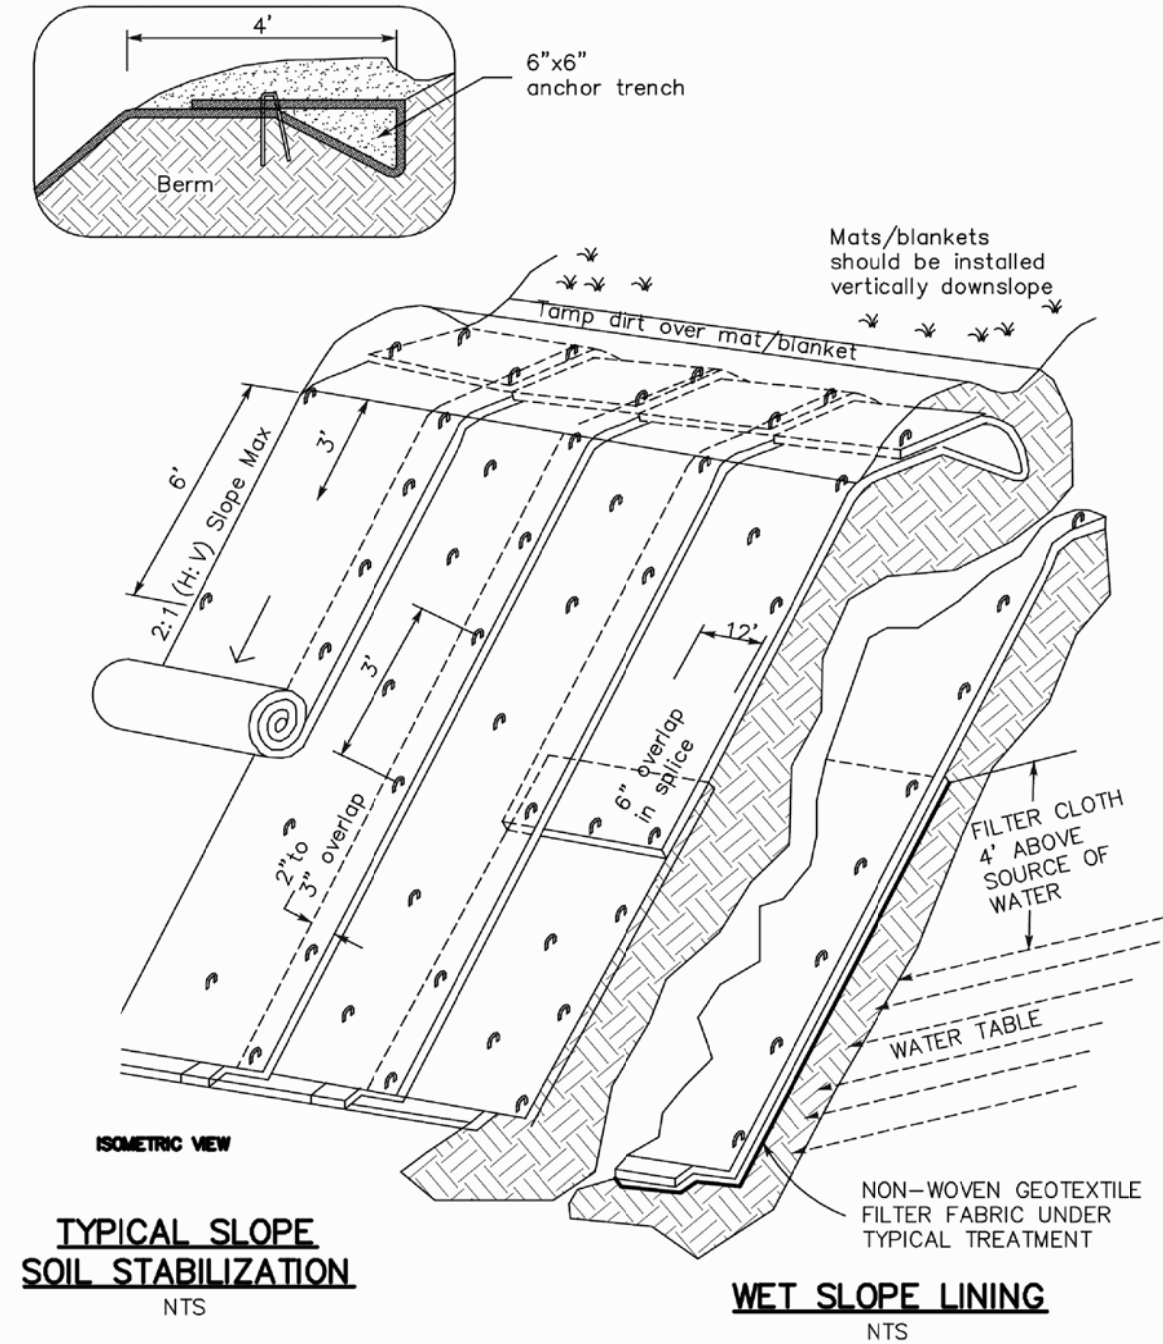 4'
6"x6"
anchor trench
Berm
Mats/blankets
should be installed
vertically downslope
Tamp dirt over mat/blanket
6'
3'
2:1 (H: V) Slope Max
12'
3'
6" overlap
in splice
2" to
3" overlap
FILTER CLOTH
4' ABOVE
SOURCE OF
WATER
WATER TABLE
ISOMETRIC VIEW
NON-WOVEN GEOTEXTILE
FILTER FABRIC UNDER
TYPICAL TREATMENT
TYPICAL SLOPE
SOIL STABILIZATION
NTS
WET SLOPE LINING
NTS